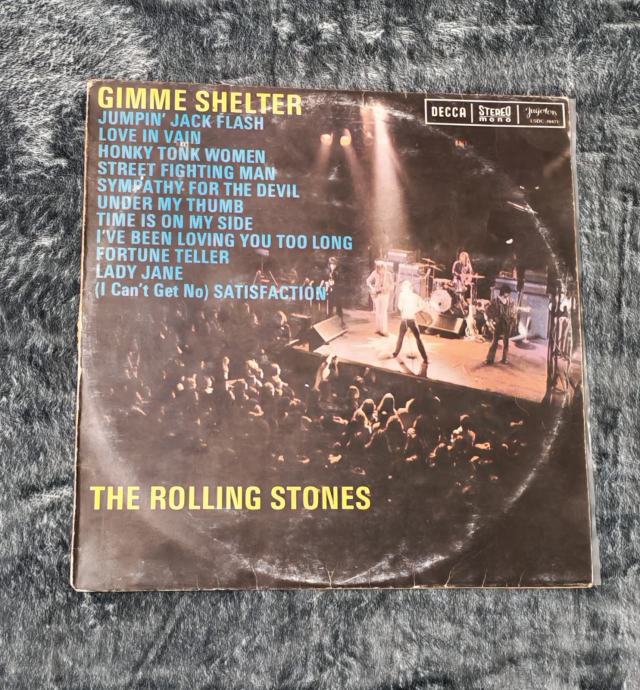 GIMME SHELTER
JUMPIN' JACK FLASH
LOVE IN VAIN
HONKY TONK WOMEN
STREET FIGHTING MAN
SYMPATHY FOR THE DEVIL
UNDER MY THUMB
TIME IS ON MY SIDE
I'VE BEEN LOVING YOU TOO LONG
FORTUNE TELLER
LADY JANE
(I Can't Get No) SATISFACTION
DECCA
STEREO
mono
Jugoton
THE ROLLING STONES